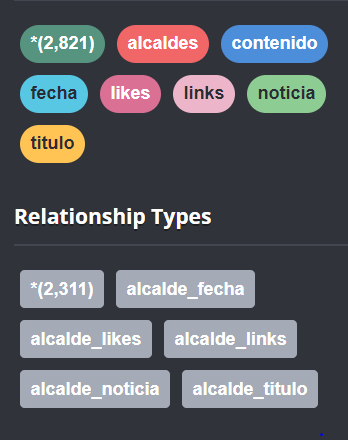 *(2,821) alcaldes contenido
fecha likes links noticia
titulo
Relationship Types
*(2,311) alcalde_fecha
alcalde_likes alcalde_links
alcalde_noticia alcalde_titulo